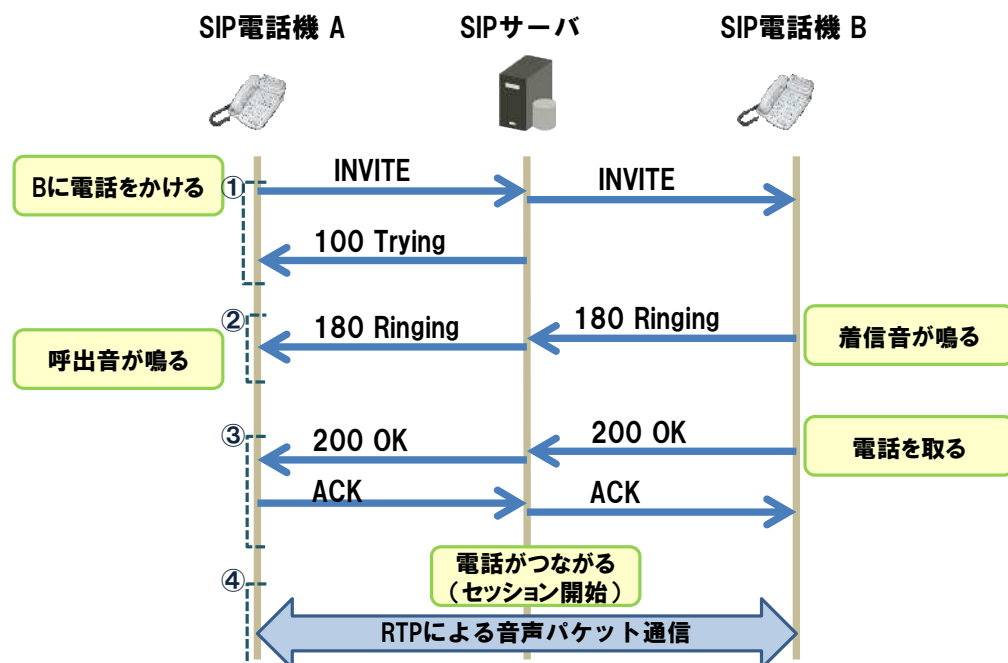 SIP電話機 A
SIPサーバ
SIP電話機 B
Bに電話をかける
①
INVITE
INVITE
100 Trying
②
180 Ringing
180 Ringing
呼出音が鳴る
着信音が鳴る
③
200 OK
200 OK
電話を取る
ACK
ACK
④
電話がつながる
（セッション開始）
RTPによる音声パケット通信